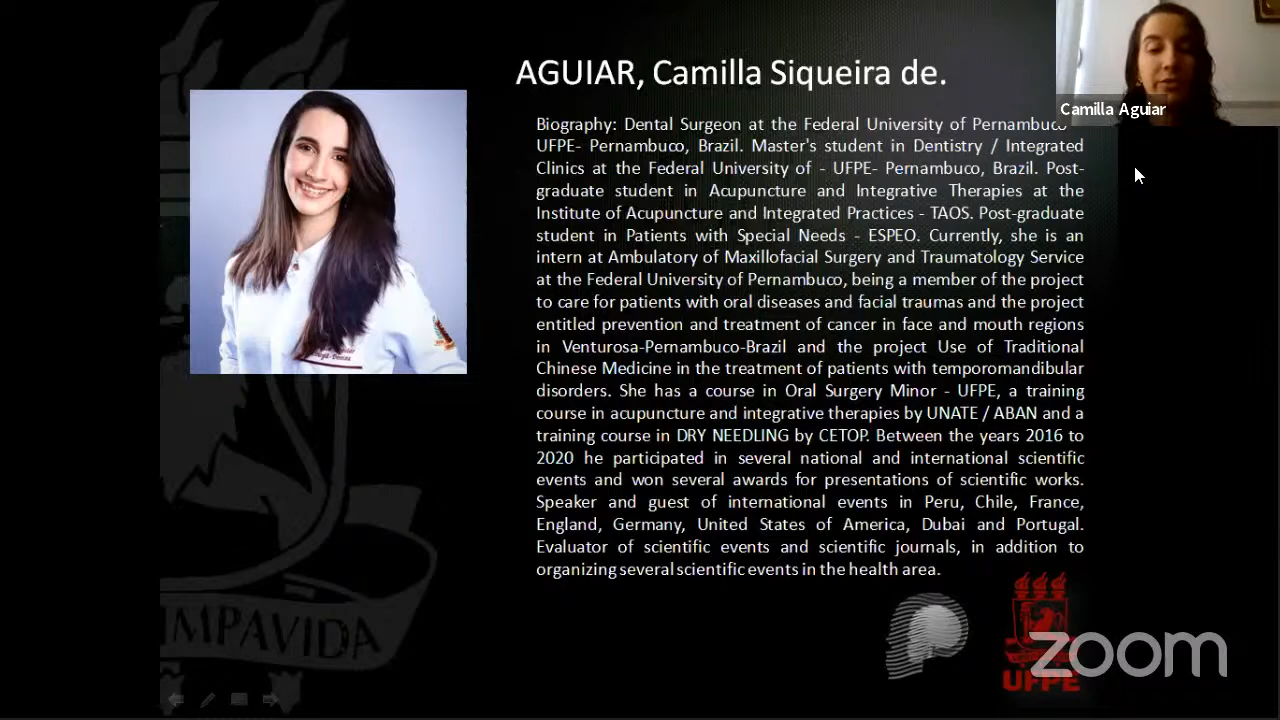 AGUIAR, Camilla Siqueira de.
Camilla Aguiar
Biography: Dental Surgeon at the Federal University of Pernambuco
UFPE- Pernambuco, Brazil. Master's student in Dentistry / Integrated
Clinics at the Federal University of - UFPE- Pernambuco, Brazil. Post-
graduate student in Acupuncture and Integrative Therapies at the
Institute of Acupuncture and Integrated Practices - TAOS. Post-graduate
student in Patients with Special Needs - ESPEO. Currently, she is an
intern at Ambulatory of Maxillofacial Surgery and Traumatology Service
at the Federal University of Pernambuco, being a member of the project
to care for patients with oral diseases and facial traumas and the project
entitled prevention and treatment of cancer in face and mouth regions
in Venturosa-Pernambuco-Brazil and the project Use of Traditional
Chinese Medicine in the treatment of patients with temporomandibular
disorders. She has a course in Oral Surgery Minor - UFPE, a training
course in acupuncture and integrative therapies by UNATE / ABAN and a
training course in DRY NEEDLING by CETOP. Between the years 2016 to
2020 he participated in several national and international scientific
events and won several awards for presentations of scientific works.
Speaker and guest of international events in Peru, Chile, France,
England, Germany, United States of America, Dubai and Portugal.
Evaluator of scientific events and scientific journals, in addition to
organizing several scientific events in the health area.
IMPAVIDA
zoom
UFPE